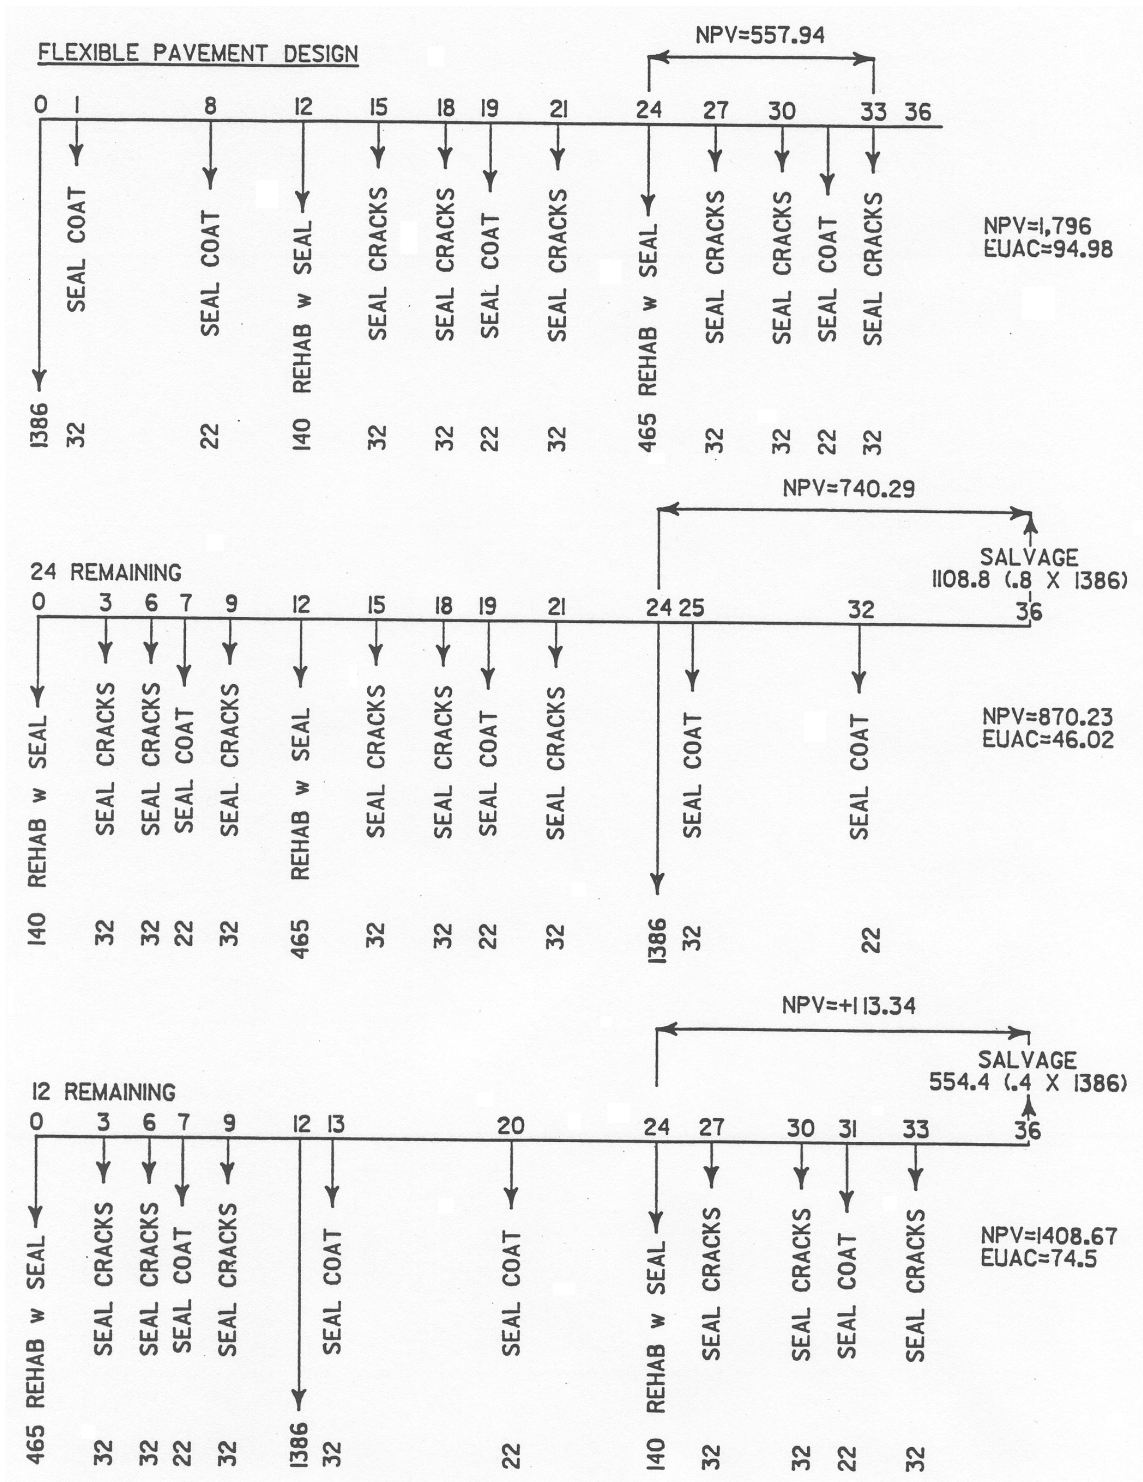 NPV=557.94
FLEXIBLE PAVEMENT DESIGN
0 1 8 12 15 18 19 21 24 27 30 33 36
SEAL COAT
SEAL COAT
REHAB w SEAL
SEAL CRACKS
SEAL CRACKS
SEAL COAT
SEAL CRACKS
REHAB w SEAL
SEAL CRACKS
SEAL CRACKS
SEAL COAT
SEAL CRACKS
NPV=1,796
EUAC=94.98
1386 32 22 140 32 32 22 32 465 32 32 22 32
NPV=740.29
SALVAGE
1108.8 (.8 X 1386)
24 REMAINING
0 3 6 7 9 12 15 18 19 21 24 25 32 36
REHAB w SEAL
SEAL CRACKS
SEAL CRACKS
SEAL COAT
SEAL CRACKS
REHAB w SEAL
SEAL CRACKS
SEAL CRACKS
SEAL COAT
SEAL CRACKS
SEAL COAT
SEAL COAT
NPV=870.23
EUAC=46.02
140 32 32 22 32 465 32 32 22 32 1386 32 22
NPV=+113.34
SALVAGE
554.4 (.4 X 1386)
12 REMAINING
0 3 6 7 9 12 13 20 24 27 30 31 33 36
REHAB w SEAL
SEAL CRACKS
SEAL CRACKS
SEAL COAT
SEAL CRACKS
SEAL COAT
SEAL COAT
REHAB w SEAL
SEAL CRACKS
SEAL CRACKS
SEAL COAT
SEAL CRACKS
NPV=1408.67
EUAC=74.5
465 32 32 22 32 1386 32 22 140 32 32 22 32